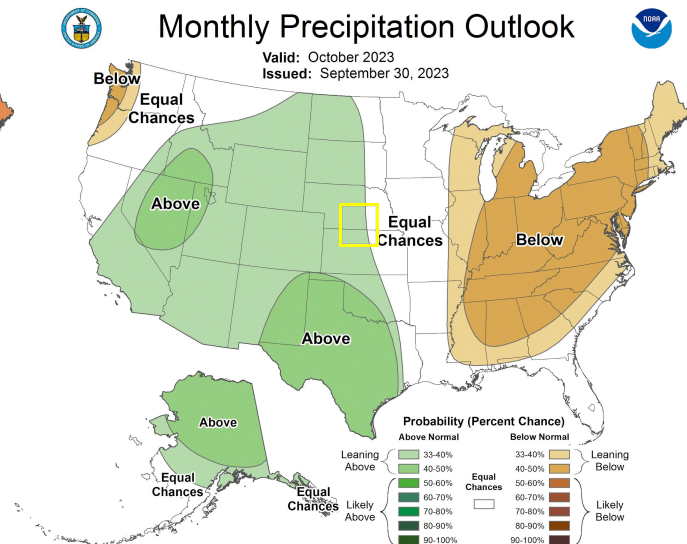 Monthly Precipitation Outlook
NOAA
Valid: October 2023
Issued: September 30, 2023
Below
Equal
Chances
Above
Equal
Chances
Below
Above
Above
Equal
Chances
Equal
Chances
Probability (Percent Chance)
Above Normal
Below Normal
Leaning
Above
33-40%
40-50%
Likely
Above
50-60%
60-70%
70-80%
80-90%
90-100%
Equal
Chances
33-40%
40-50%
Leaning
Below
50-60%
60-70%
70-80%
80-90%
90-100%
Likely
Below